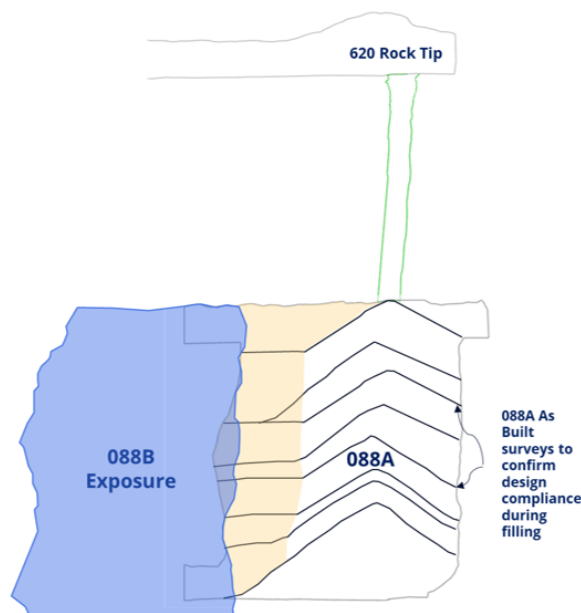 620 Rock Tip
088B
Exposure
088A
088A As
Built
surveys to
confirm
design
compliance
during
filling